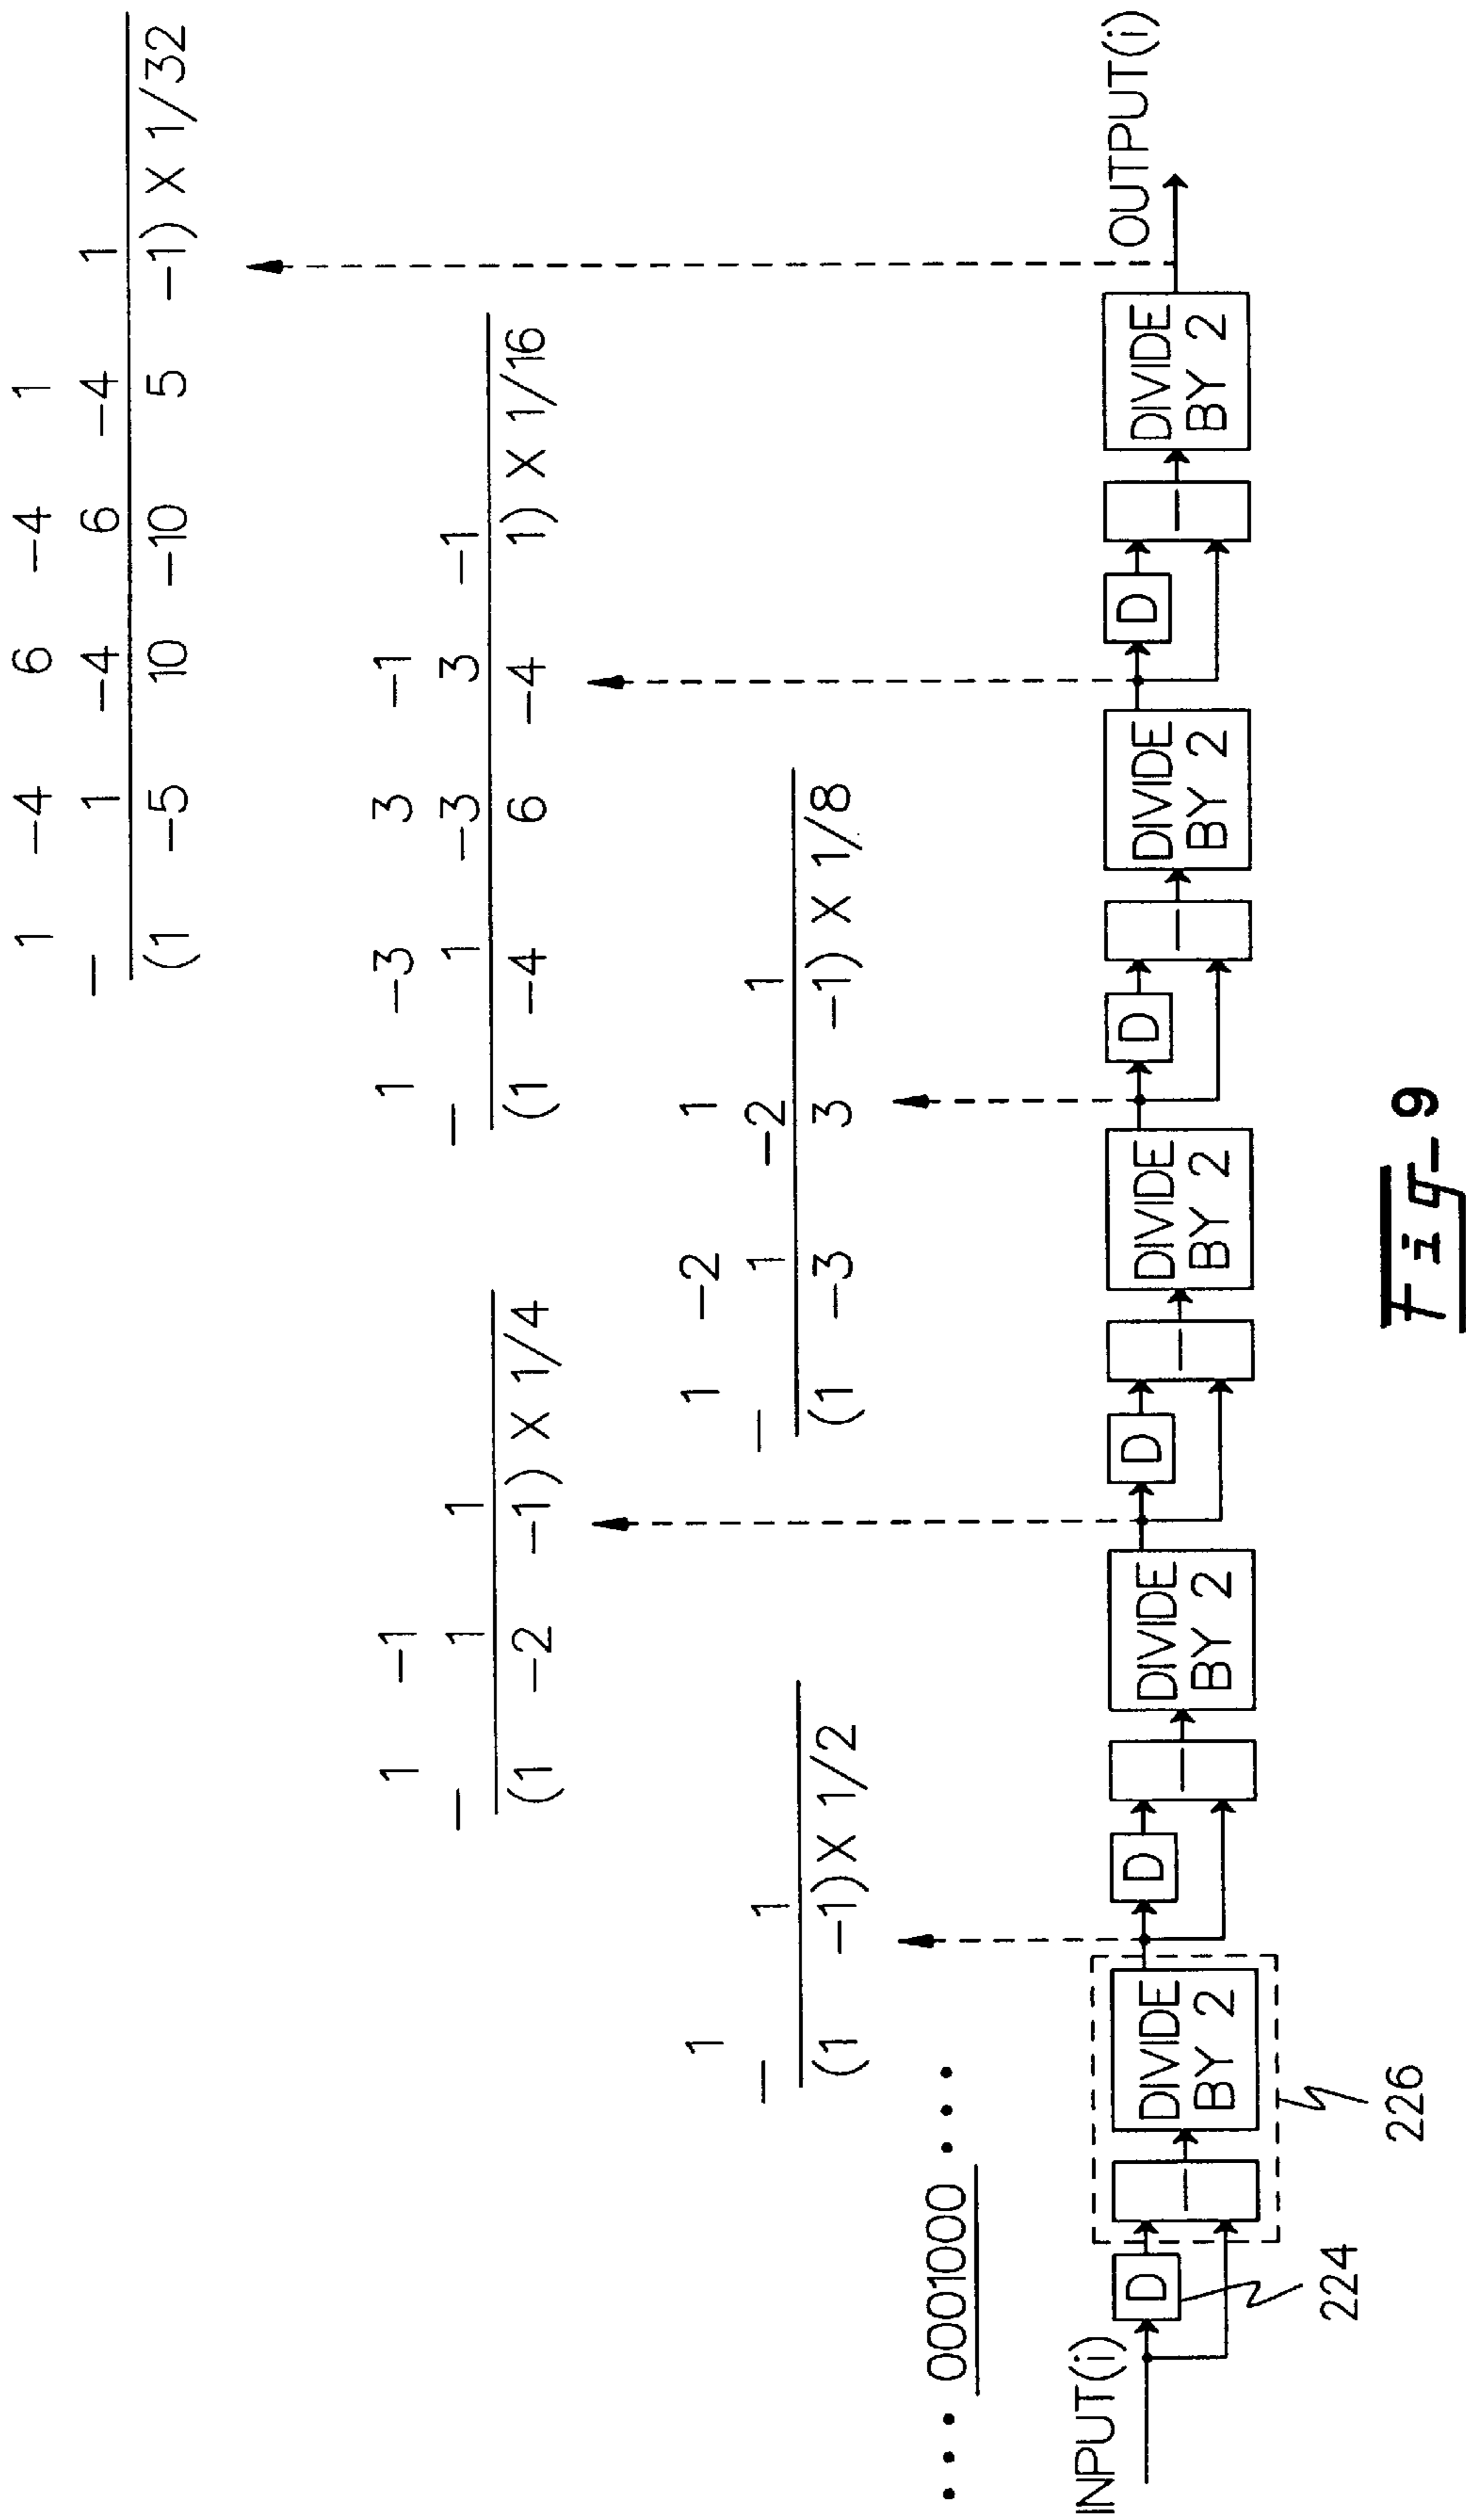 1 -4 6 -4 1
- 1 -4 6 -4 1
(1 -5 10 -10 5 -1) X 1/32
1 -1
- 1 1
(1 -2 -1) X 1/4
1 -3 3 -1
- 1 -3 3 -1
(1 -4 6 -4 1) X 1/16
1
- 1
(1 -1) X 1/2
1 -2 1
- 1 -2 1
(1 -3 3 -1) X 1/8
• • • 0001000 • • •
INPUT(i)
D
-
DIVIDE
BY 2
D
-
DIVIDE
BY 2
D
-
DIVIDE
BY 2
D
-
DIVIDE
BY 2
D
-
DIVIDE
BY 2
OUTPUT(i)
224
226
Fig-9